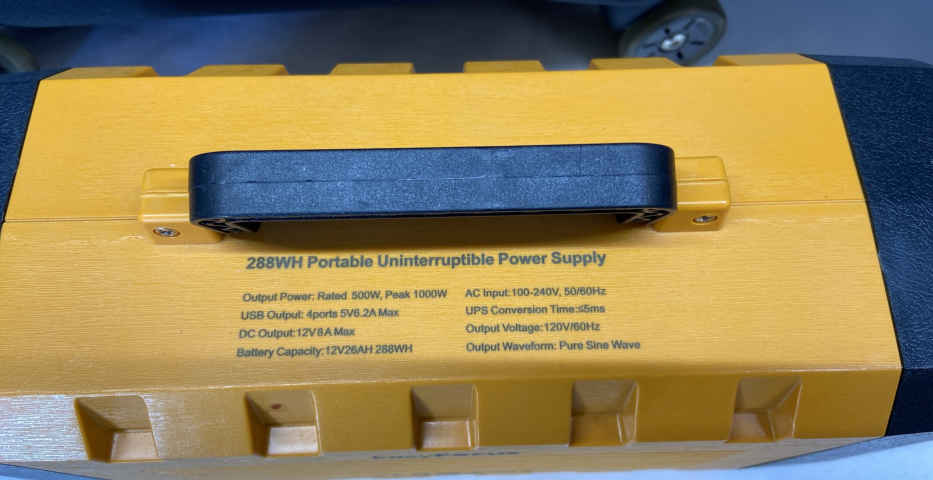 288WH Portable Uninterruptible Power Supply
Output Power: Rated 500W, Peak 1000W
USB Output: 4ports 5V6.2A Max
DC Output:12V8A Max
Battery Capacity:12V26AH 288WH
AC Input:100-240V, 50/60Hz
UPS Conversion Time:≤5ms
Output Voltage:120V/60Hz
Output Waveform: Pure Sine Wave